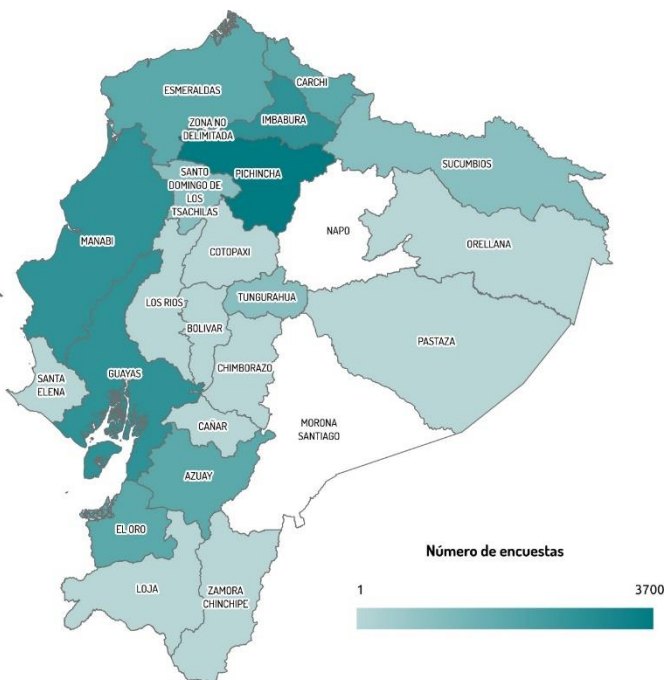 ESMERALDAS
CARCHI
IMBABURA
ZONA NO
DELIMITADA
PICHINCHA
SUCUMBIOS
SANTO
DOMINGO DE
LOS
TSACHILAS
NAPO
ORELLANA
MANABI
COTOPAXI
LOS RIOS
TUNGURAHUA
BOLIVAR
PASTAZA
CHIMBORAZO
GUAYAS
SANTA
ELENA
CAÑAR
MORONA
SANTIAGO
AZUAY
EL ORO
LOJA
ZAMORA
CHINCHIPE
Número de encuestas
1 3700